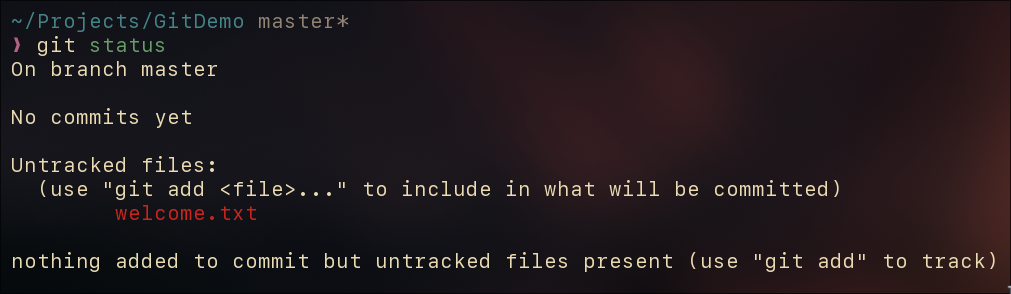 ~/Projects/GitDemo master*
❯ git status
On branch master
No commits yet
Untracked files:
(use "git add <file>..." to include in what will be committed)
welcome.txt
nothing added to commit but untracked files present (use "git add" to track)